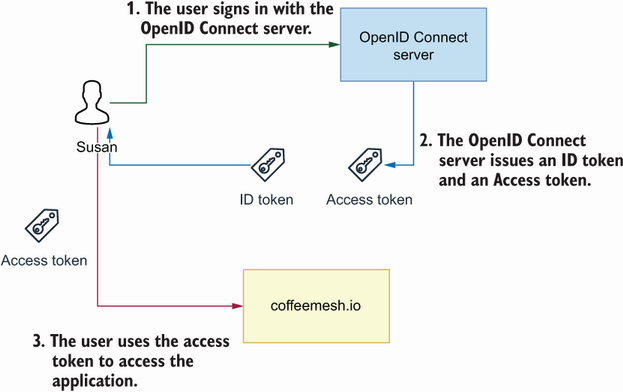 1. The user signs in with the
OpenID Connect server.
OpenID Connect
server
Susan
2. The OpenID Connect
server issues an ID token
and an Access token.
ID token
Access token
Access token
coffeemesh.io
3. The user uses the access
token to access the
application.